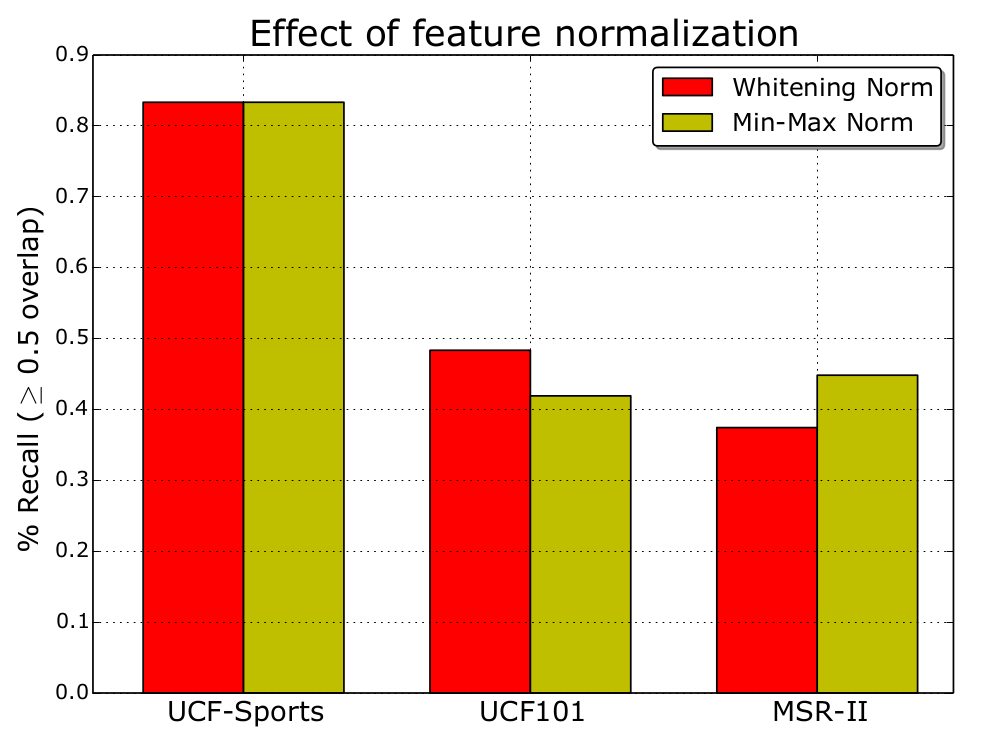 Effect of feature normalization
Whitening Norm
Min-Max Norm
% Recall (≥ 0.5 overlap)
0.9
0.8
0.7
0.6
0.5
0.4
0.3
0.2
0.1
0.0
UCF-Sports
UCF101
MSR-II